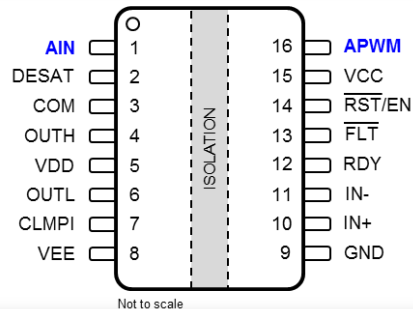 AIN 1 16 APWM
DESAT 2 15 VCC
COM 3 14 RST/EN
OUTH 4 13 FLT
VDD 5 12 RDY
OUTL 6 11 IN-
CLMPI 7 10 IN+
VEE 8 9 GND
ISOLATION
Not to scale